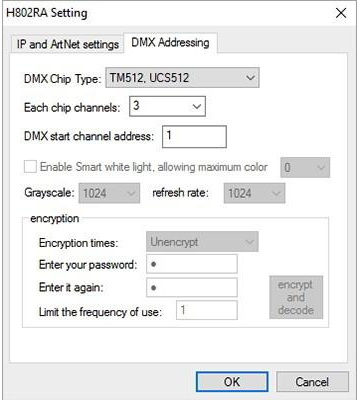 H802RA Setting
IP and ArtNet settings DMX Addressing
DMX Chip Type: TM512, UCS512
Each chip channels: 3
DMX start channel address: 1
Enable Smart white light, allowing maximum color 0
Grayscale: 1024 refresh rate: 1024
encryption
Encryption times: Unencrypt
Enter your password: •
Enter it again: •
encrypt
and
decode
Limit the frequency of use: 1
OK Cancel